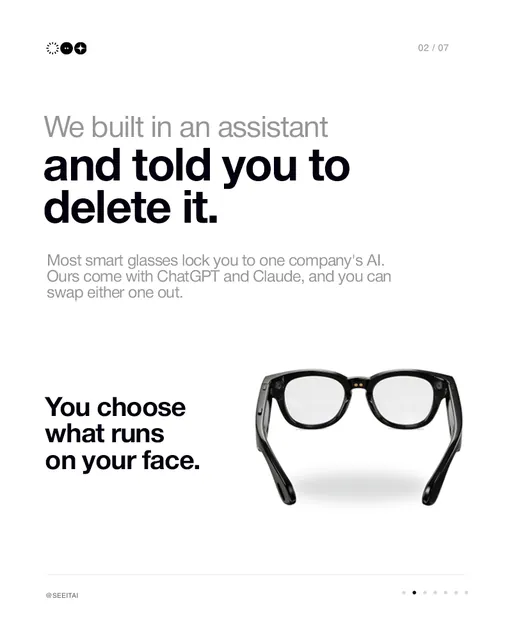 02 / 07
We built in an assistant
and told you to
delete it.
Most smart glasses lock you to one company's AI.
Ours come with ChatGPT and Claude, and you can
swap either one out.
You choose
what runs
on your face.
@SEEITAI